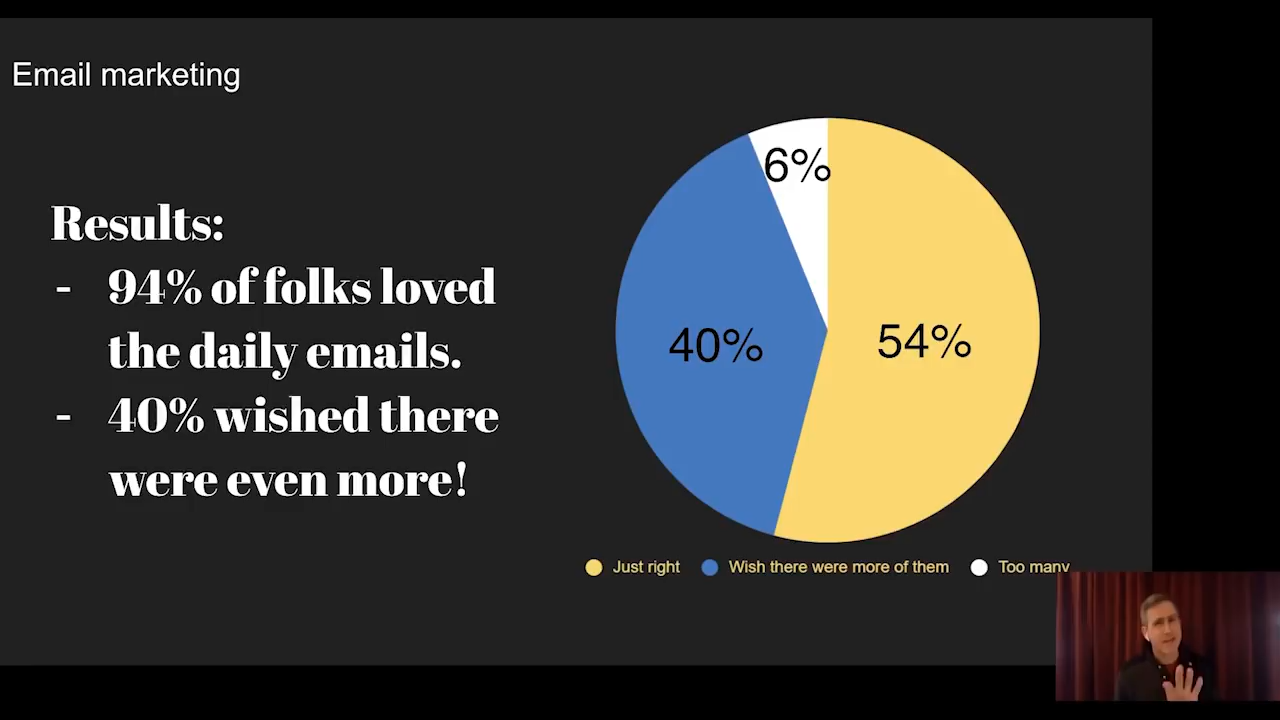 Email marketing
Results:
- 94% of folks loved
the daily emails.
- 40% wished there
were even more!
6%
40%
54%
Just right
Wish there were more of them
Too many